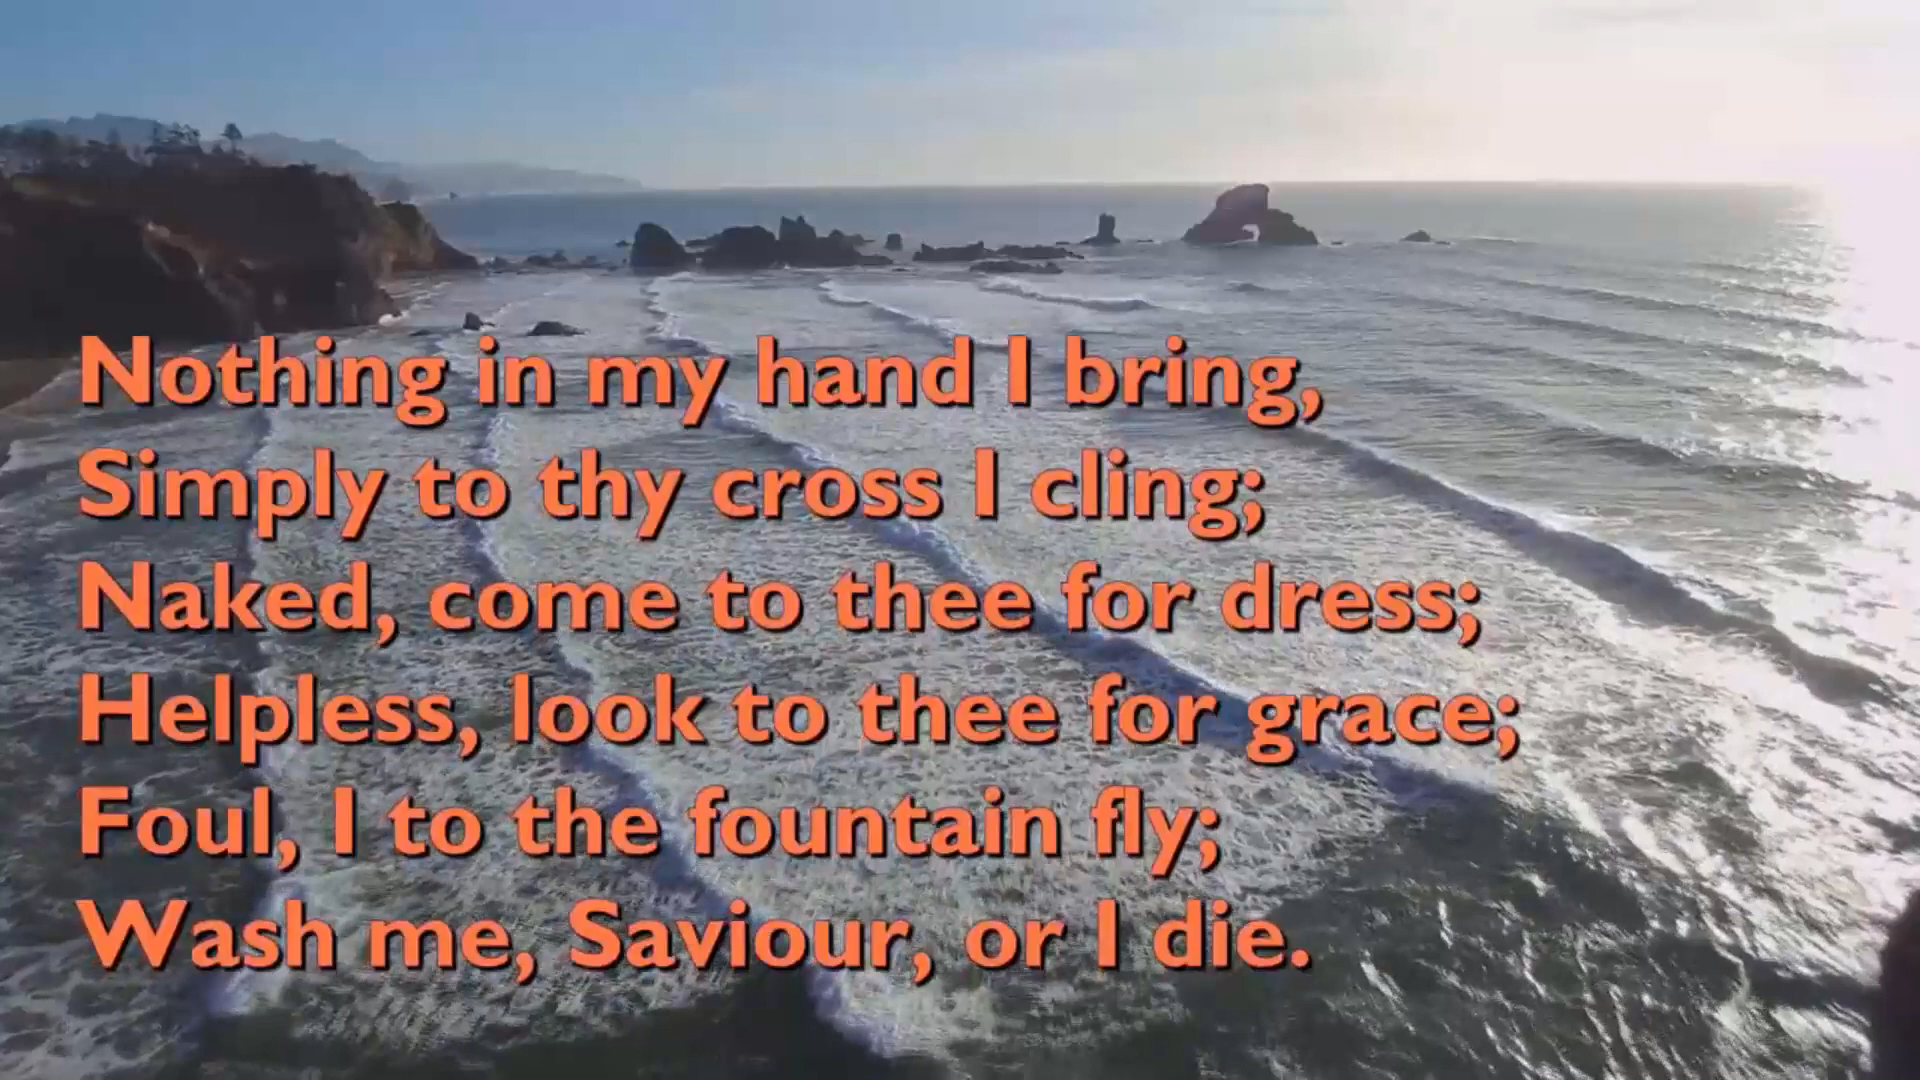 Nothing in my hand I bring,
Simply to thy cross I cling;
Naked, come to thee for dress;
Helpless, look to thee for grace;
Foul, I to the fountain fly;
Wash me, Saviour, or I die.